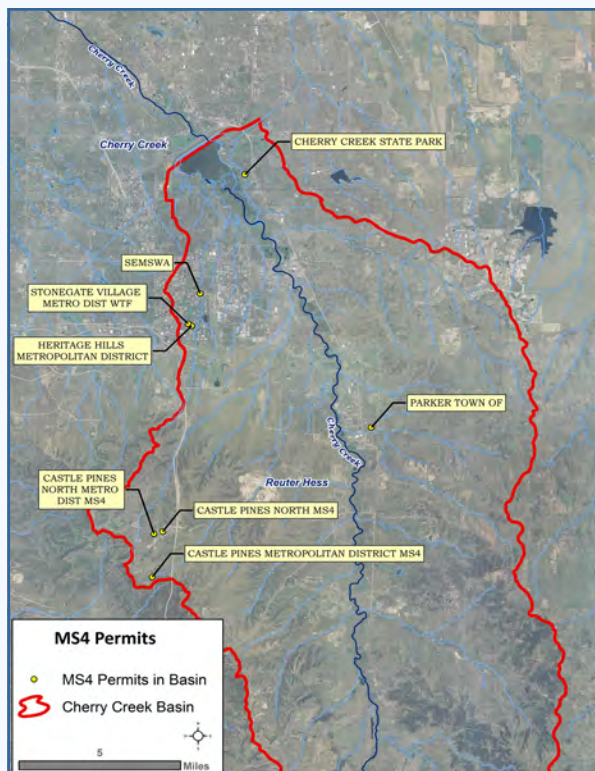 Cherry Creek
Cherry Creek
CHERRY CREEK STATE PARK
SEMSWA
STONEGATE VILLAGE
METRO DIST WTF
HERITAGE HILLS
METROPOLITAN DISTRICT
PARKER TOWN OF
Cherry Creek
Reuter Hess
CASTLE PINES
NORTH METRO
DIST MS4
CASTLE PINES NORTH MS4
CASTLE PINES METROPOLITAN DISTRICT MS4
MS4 Permits
MS4 Permits in Basin
Cherry Creek Basin
5
Miles